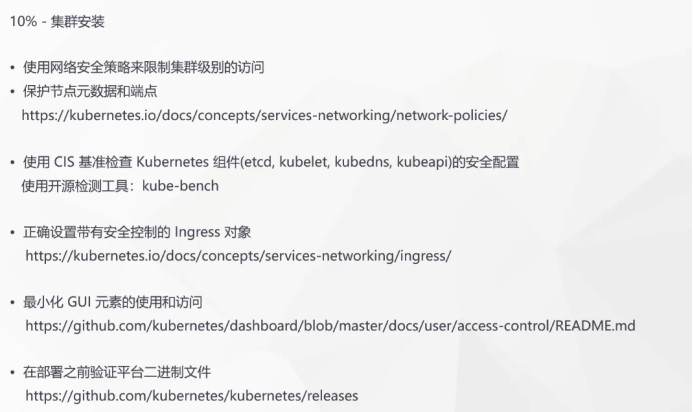 10% - 集群安装
• 使用网络安全策略来限制集群级别的访问
• 保护节点元数据和端点
https://kubernetes.io/docs/concepts/services-networking/network-policies/
• 使用 CIS 基准检查 Kubernetes 组件(etcd, kubelet, kubedns, kubeapi)的安全配置
使用开源检测工具：kube-bench
• 正确设置带有安全控制的 Ingress 对象
https://kubernetes.io/docs/concepts/services-networking/ingress/
• 最小化 GUI 元素的使用和访问
https://github.com/kubernetes/dashboard/blob/master/docs/user/access-control/README.md
• 在部署之前验证平台二进制文件
https://github.com/kubernetes/kubernetes/releases